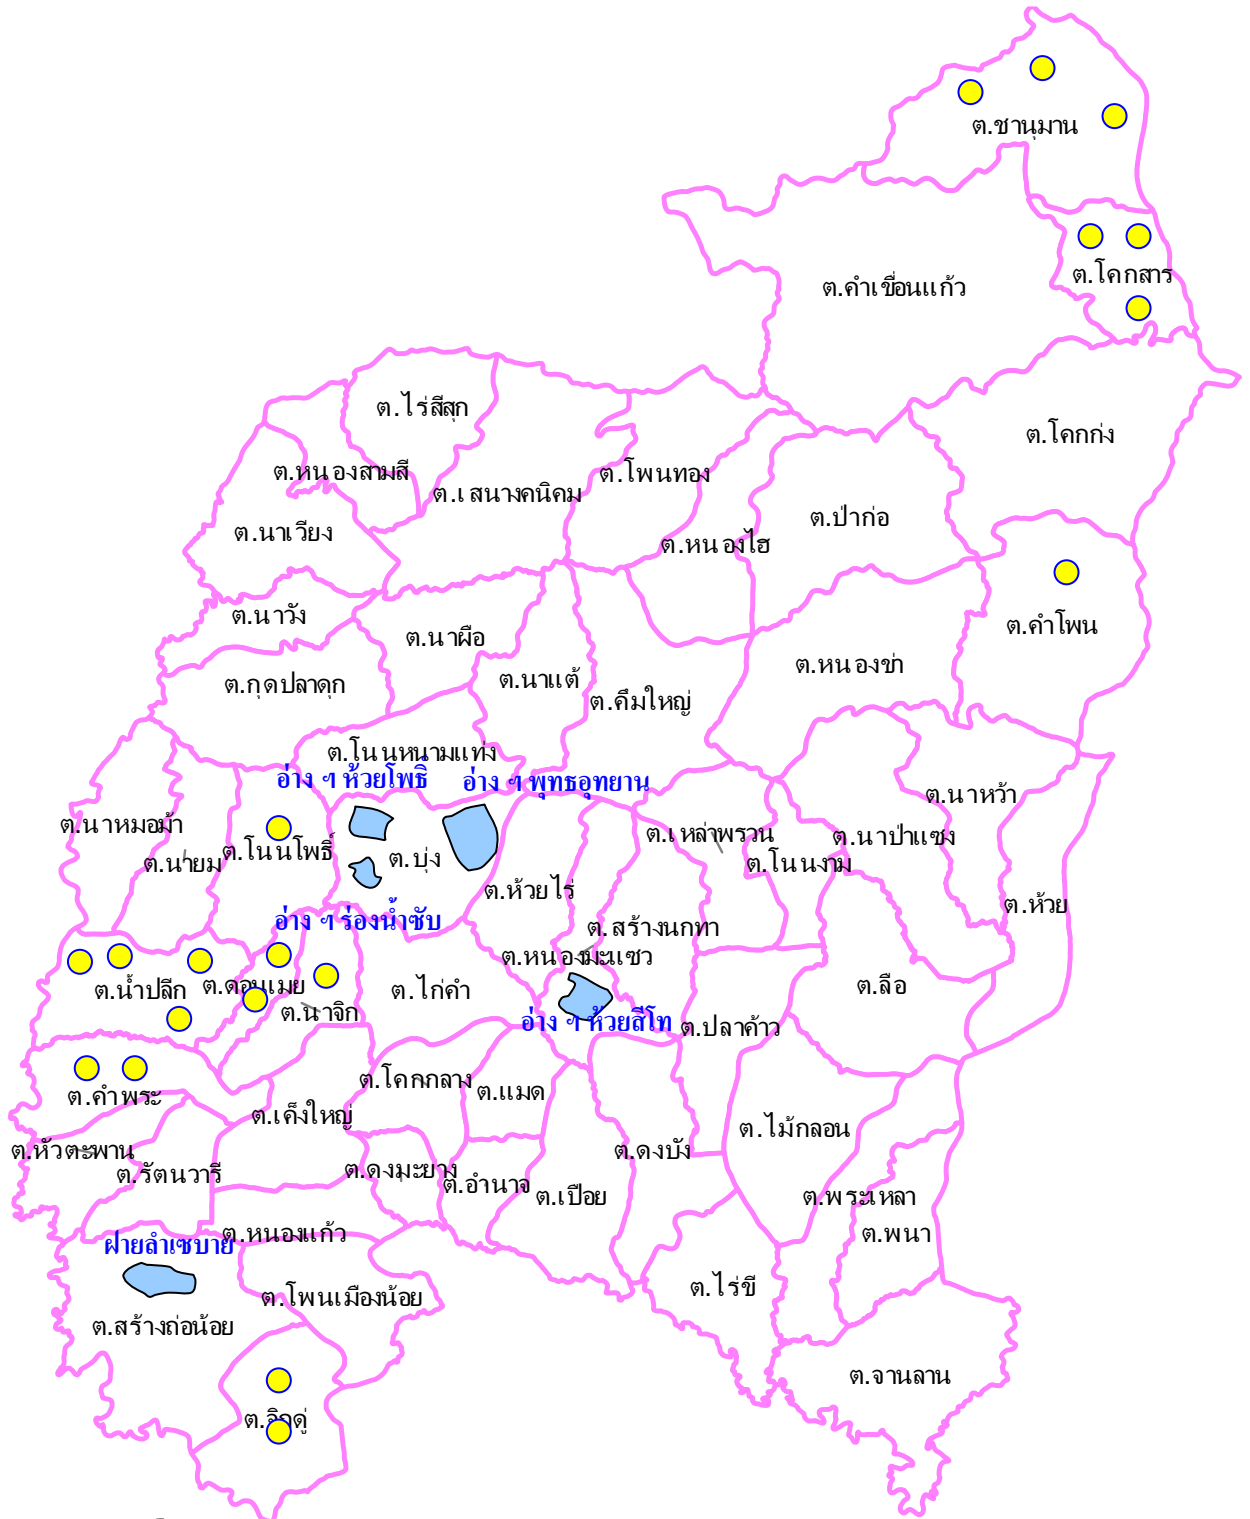 ต.ชานุมาน
ต.โคกสาร
ต.คำเขื่อนแก้ว
ต.ไร่สีสุก
ต.โคกก่ง
ต.หนองสามสี
ต.โพนทอง
ต.เสนางคนิคม
ต.ป่าก่อ
ต.นาเวียง
ต.หนองไฮ
ต.นาวัง
ต.คำโพน
ต.นาผือ
ต.หนองข่า
ต.กุดปลาดุก
ต.นาแต้
ต.คึมใหญ่
ต.โนนหนามแท่ง
อ่าง ฯ ห้วยโพธิ์
อ่าง ฯ พุทธอุทยาน
ต.นาหว้า
ต.นาหมอม้า
ต.เหล่าพรวน
ต.นาป่าแซง
ต.นายม
ต.โนนโพธิ์
ต.บุ่ง
ต.โนนงาม
ต.ห้วยไร่
ต.ห้วย
อ่าง ฯ ร่องน้ำซับ
ต.สร้างนกทา
ต.หนองมะแซว
ต.น้ำปลีก
ต.ดอนเมย
ต.ไก่คำ
ต.ลือ
ต.นาจิก
อ่าง ฯ ห้วยสีโท
ต.ปลาค้าว
ต.โคกกลาง
ต.แมด
ต.คำพระ
ต.เค็งใหญ่
ต.ไม้กลอน
ต.หัวตะพาน
ต.ดงบัง
ต.รัตนวารี
ต.ดงมะยาง
ต.อำนาจ
ต.เปือย
ต.พระเหลา
ต.หนองแก้ว
ต.พนา
ฝายลำเซบาย
ต.ไร่ขี
ต.โพนเมืองน้อย
ต.สร้างถ่อน้อย
ต.จานลาน
ต.จิกดู่